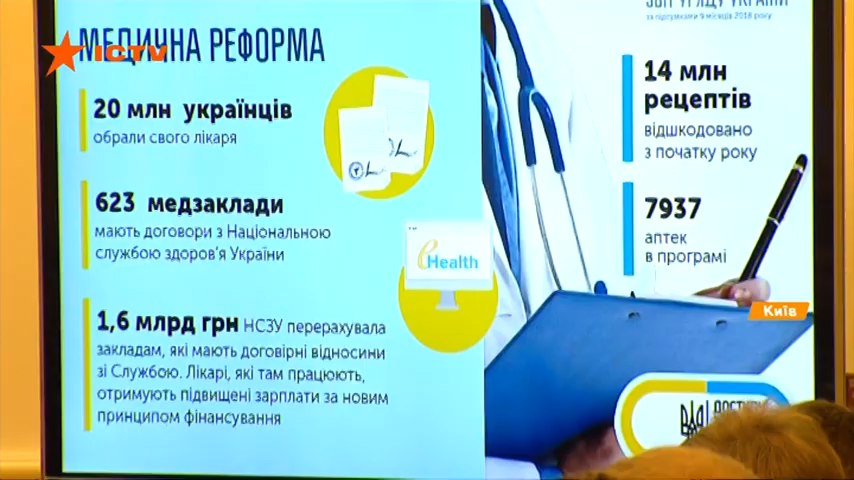 ЗВІТ УРЯДУ УКРАЇНИ
за підсумками 9 місяців 2018 року
МЕДИЧНА РЕФОРМА
ICTV
20 млн українців
обрали свого лікаря
623 медзаклади
мають договори з Національною
службою здоров'я України
eHealth
1,6 млрд грн НСЗУ перерахувала
закладам, які мають договірні відносини
зі Службою. Лікарі, які там працюють,
отримують підвищені зарплати за новим
принципом фінансування
14 млн
рецептів
відшкодовано
з початку року
7937
аптек
в програмі
Київ